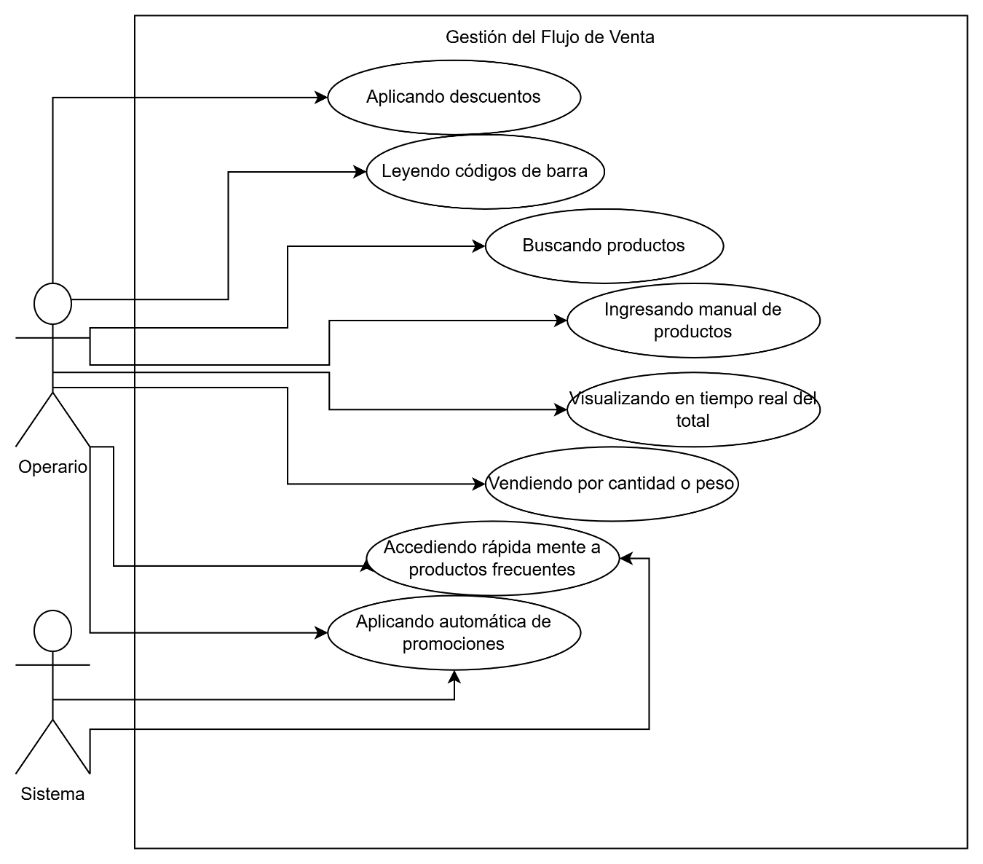 Gestión del Flujo de Venta
Aplicando descuentos
Leyendo códigos de barra
Buscando productos
Ingresando manual de
productos
Visualizando en tiempo real del
total
Operario
Vendiendo por cantidad o peso
Accediendo rápida mente a
productos frecuentes
Aplicando automática de
promociones
Sistema